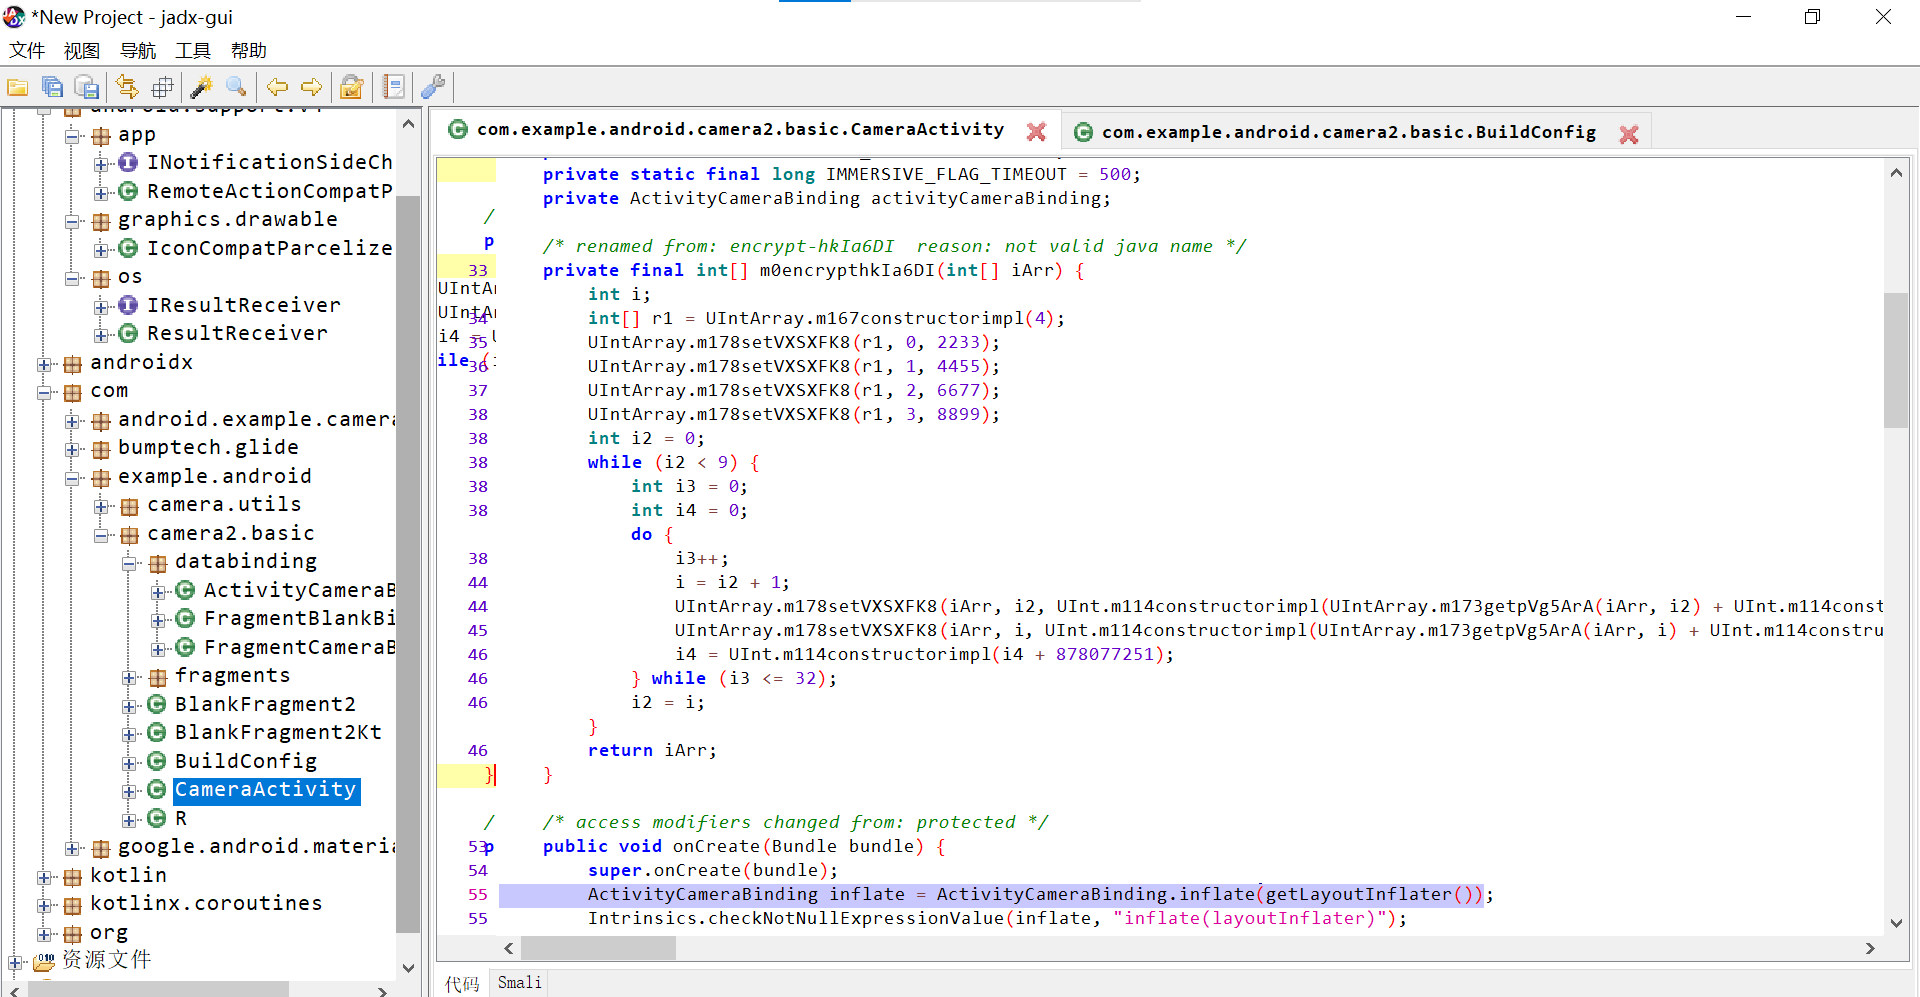 *New Project - jadx-gui
文件 视图 导航 工具 帮助
android.support.v4
app
INotificationSideCh
RemoteActionCompatP
graphics.drawable
IconCompatParcelize
os
IResultReceiver
ResultReceiver
androidx
com
android.example.camera
bumptech.glide
example.android
camera.utils
camera2.basic
databinding
ActivityCameraB
FragmentBlankBi
FragmentCameraB
fragments
BlankFragment2
BlankFragment2Kt
BuildConfig
CameraActivity
R
google.android.materia
kotlin
kotlinx.coroutines
org
资源文件
com.example.android.camera2.basic.CameraActivity
com.example.android.camera2.basic.BuildConfig
private static final long IMMERSIVE_FLAG_TIMEOUT = 500;
private ActivityCameraBinding activityCameraBinding;
/
p /* renamed from: encrypt-hkIa6DI  reason: not valid java name */
33 private final int[] m0encrypthkIa6DI(int[] iArr) {
UIntAr int i;
UIntAr 34 int[] r1 = UIntArray.m167constructorimpl(4);
i4 = U 35 UIntArray.m178setVXSXFK8(r1, 0, 2233);
ile (i 36 UIntArray.m178setVXSXFK8(r1, 1, 4455);
37 UIntArray.m178setVXSXFK8(r1, 2, 6677);
38 UIntArray.m178setVXSXFK8(r1, 3, 8899);
38 int i2 = 0;
38 while (i2 < 9) {
38 int i3 = 0;
38 int i4 = 0;
do {
38 i3++;
44 i = i2 + 1;
44 UIntArray.m178setVXSXFK8(iArr, i2, UInt.m114constructorimpl(UIntArray.m173getpVg5ArA(iArr, i2) + UInt.m114const
45 UIntArray.m178setVXSXFK8(iArr, i, UInt.m114constructorimpl(UIntArray.m173getpVg5ArA(iArr, i) + UInt.m114constru
46 i4 = UInt.m114constructorimpl(i4 + 878077251);
46 } while (i3 <= 32);
46 i2 = i;
}
46 return iArr;
} }
/ /* access modifiers changed from: protected */
53 p public void onCreate(Bundle bundle) {
54 super.onCreate(bundle);
55 ActivityCameraBinding inflate = ActivityCameraBinding.inflate(getLayoutInflater());
55 Intrinsics.checkNotNullExpressionValue(inflate, "inflate(layoutInflater)");
代码 Smali